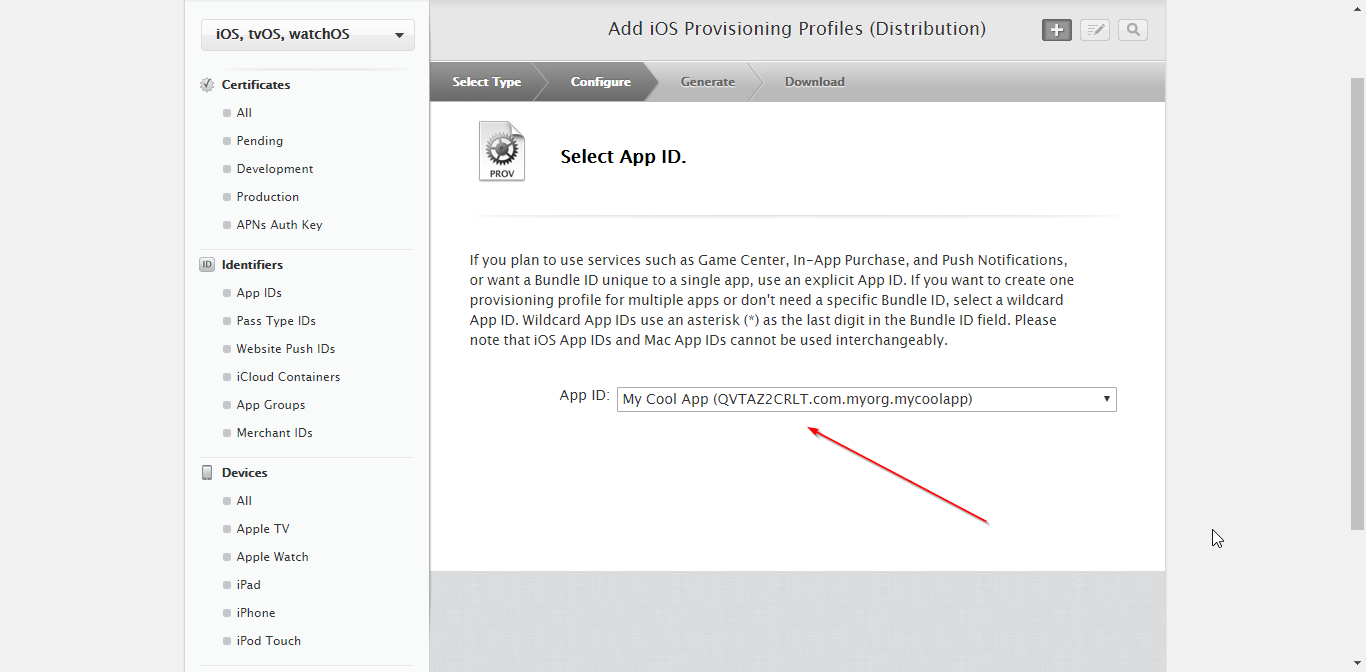 iOS, tvOS, watchOS
Certificates
All
Pending
Development
Production
APNs Auth Key
ID
Identifiers
App IDs
Pass Type IDs
Website Push IDs
iCloud Containers
App Groups
Merchant IDs
Devices
All
Apple TV
Apple Watch
iPad
iPhone
iPod Touch
Add iOS Provisioning Profiles (Distribution)
Select Type
Configure
Generate
Download
PROV
Select App ID.
If you plan to use services such as Game Center, In-App Purchase, and Push Notifications,
or want a Bundle ID unique to a single app, use an explicit App ID. If you want to create one
provisioning profile for multiple apps or don't need a specific Bundle ID, select a wildcard
App ID. Wildcard App IDs use an asterisk (*) as the last digit in the Bundle ID field. Please
note that iOS App IDs and Mac App IDs cannot be used interchangeably.
App ID:
My Cool App (QVTAZ2CRLT.com.myorg.mycoolapp)